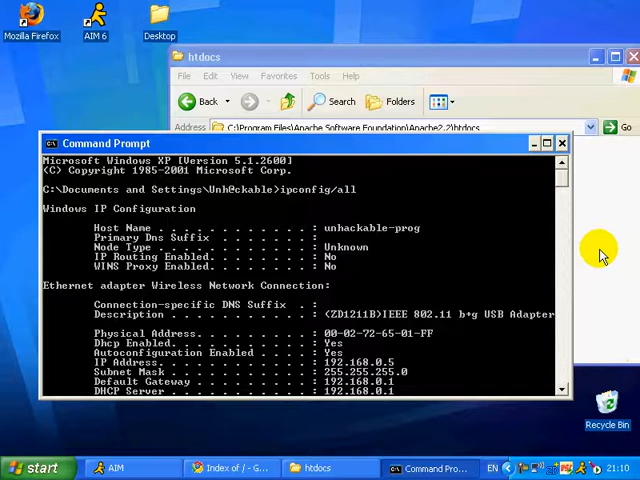 Mozilla Firefox
AIM 6
Desktop
htdocs
File Edit View Favorites Tools Help
Back Search Folders
Address C:\Program Files\Apache Software Foundation\Apache2.2\htdocs Go
Command Prompt
Microsoft Windows XP [Version 5.1.2600]
(C) Copyright 1985-2001 Microsoft Corp.
C:\Documents and Settings\Unh@ckable>ipconfig/all
Windows IP Configuration
Host Name . . . . . . . . . . . . : unhackable-prog
Primary Dns Suffix . . . . . . . :
Node Type . . . . . . . . . . . . : Unknown
IP Routing Enabled. . . . . . . . : No
WINS Proxy Enabled. . . . . . . . : No
Ethernet adapter Wireless Network Connection:
Connection-specific DNS Suffix . :
Description . . . . . . . . . . . : (ZD1211B)IEEE 802.11 b+g USB Adapter
Physical Address. . . . . . . . . : 00-02-72-65-01-FF
Dhcp Enabled. . . . . . . . . . . : Yes
Autoconfiguration Enabled . . . . : Yes
IP Address. . . . . . . . . . . . : 192.168.0.5
Subnet Mask . . . . . . . . . . . : 255.255.255.0
Default Gateway . . . . . . . . . : 192.168.0.1
DHCP Server . . . . . . . . . . . : 192.168.0.1
Recycle Bin
start AIM Index of / - G... htdocs Command Pro... EN 21:10